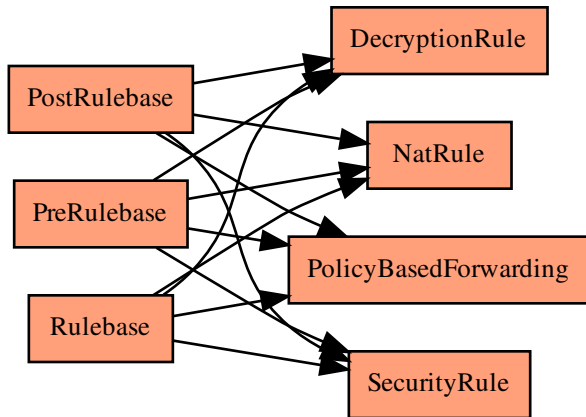 DecryptionRule
PostRulebase
NatRule
PreRulebase
PolicyBasedForwarding
Rulebase
SecurityRule